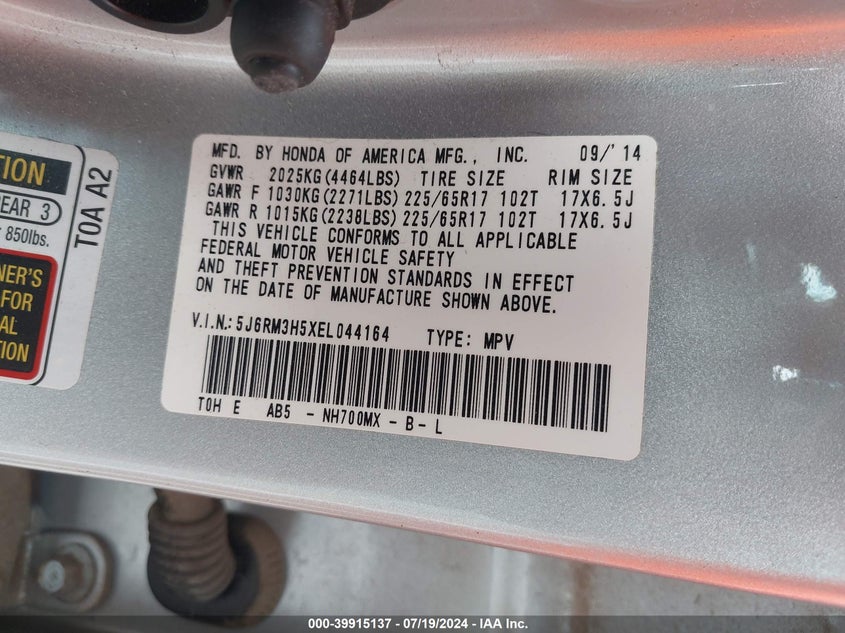 TION
EAR 3
850lbs.
NER'S
FOR
AL
TION
T0A A2
MFD. BY HONDA OF AMERICA MFG., INC. 09/'14
GVWR 2025KG(4464LBS) TIRE SIZE RIM SIZE
GAWR F 1030KG(2271LBS) 225/65R17 102T 17X6.5J
GAWR R 1015KG(2238LBS) 225/65R17 102T 17X6.5J
THIS VEHICLE CONFORMS TO ALL APPLICABLE
FEDERAL MOTOR VEHICLE SAFETY
AND THEFT PREVENTION STANDARDS IN EFFECT
ON THE DATE OF MANUFACTURE SHOWN ABOVE.
V.I.N.: 5J6RM3H5XEL044164 TYPE: MPV
T0H E AB5 - NH700MX - B - L
000-39915137 - 07/19/2024 - IAA Inc.